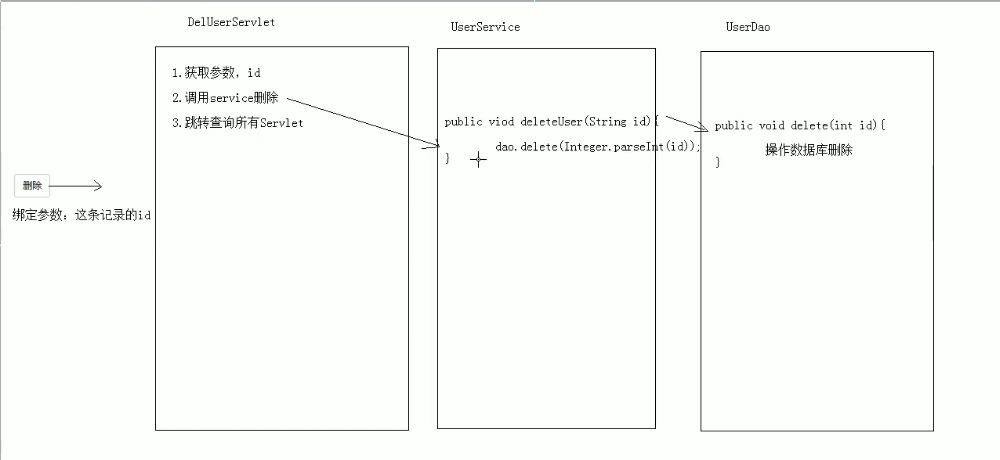 DelUserServlet
UserService
UserDao
1.获取参数，id
2.调用service删除
3.跳转查询所有Servlet
public viod deleteUser(String id){
dao.delete(Integer.parseInt(id));
}
public void delete(int id){
操作数据库删除
}
删除
绑定参数：这条记录的id